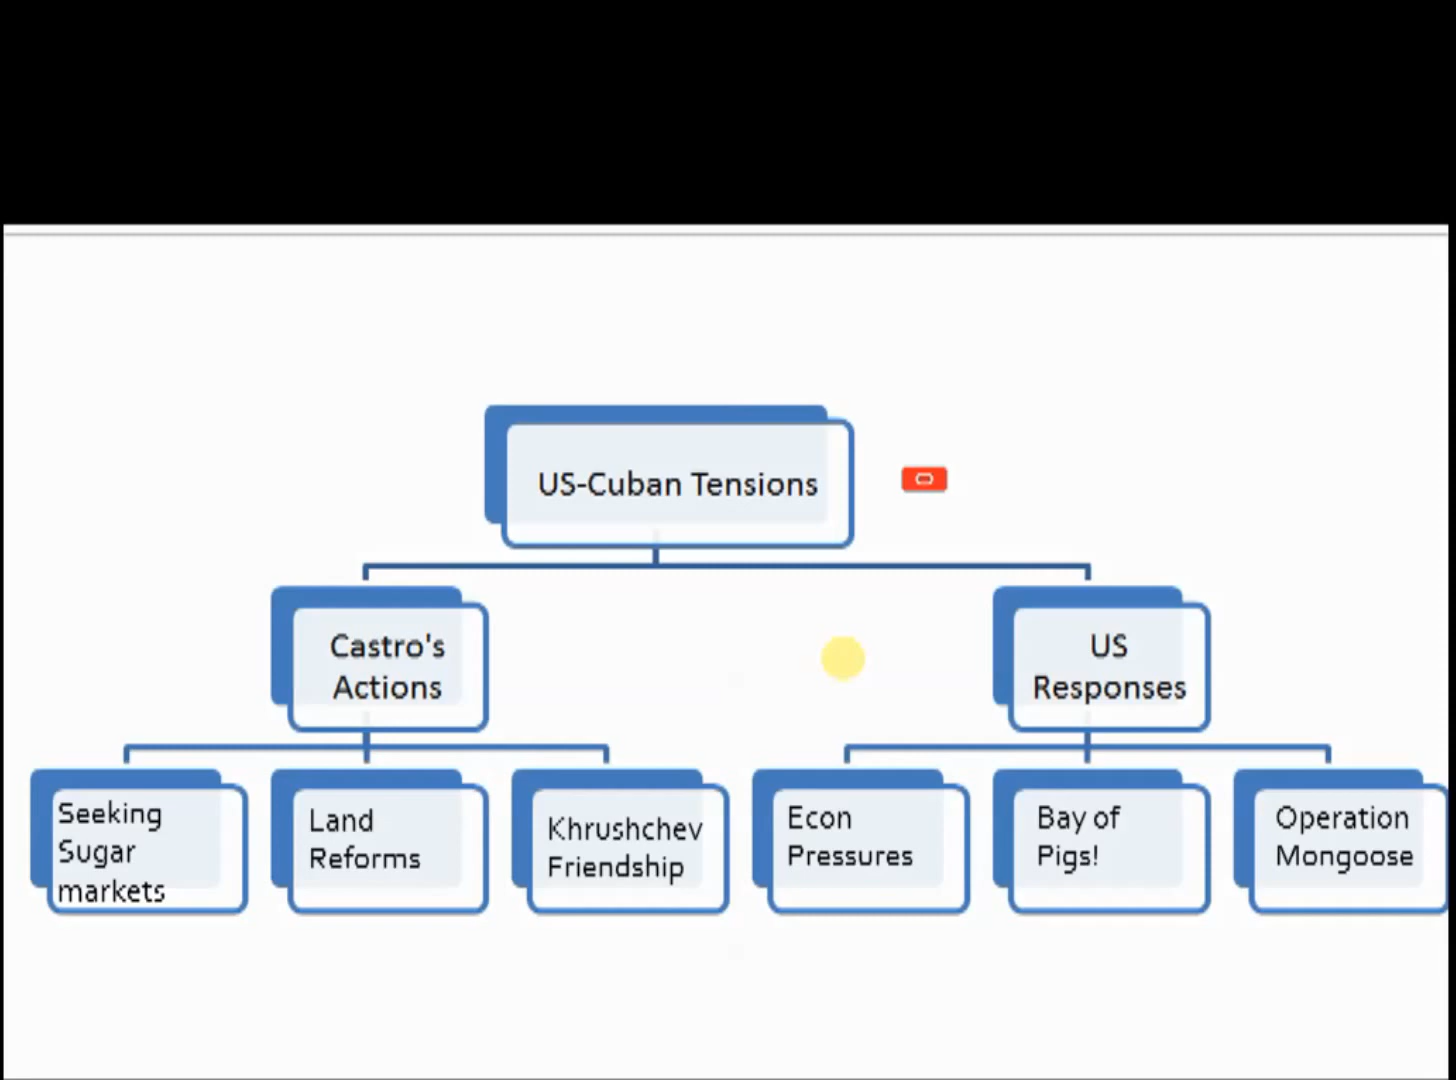 US-Cuban Tensions
Castro's
Actions
US
Responses
Seeking
Sugar
markets
Land
Reforms
Khrushchev
Friendship
Econ
Pressures
Bay of
Pigs!
Operation
Mongoose